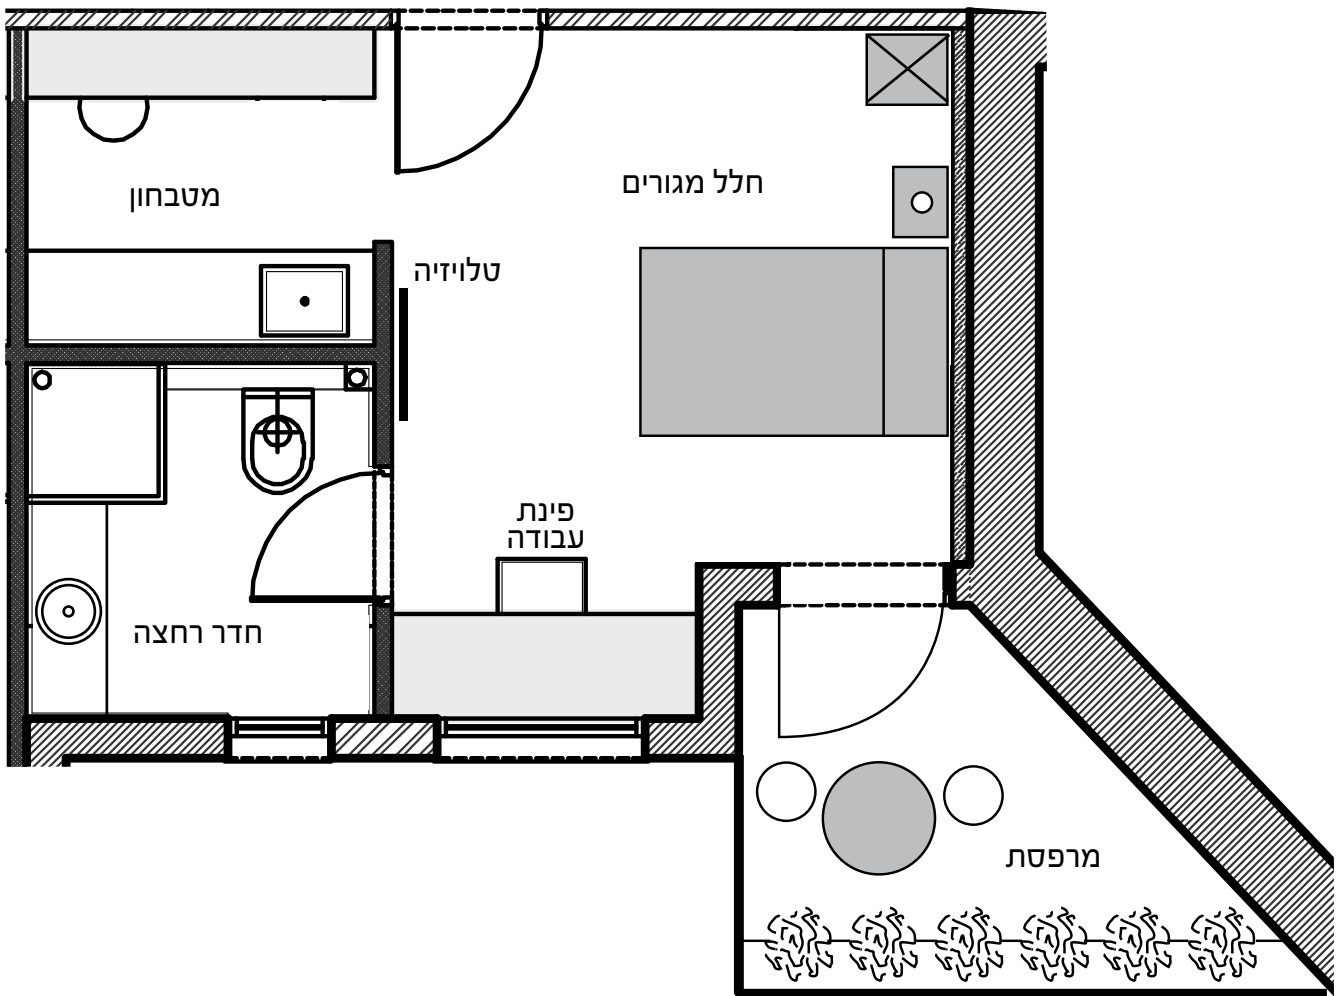 חלל מגורים
מטבחון
טלויזיה
פינת
עבודה
חדר רחצה
מרפסת